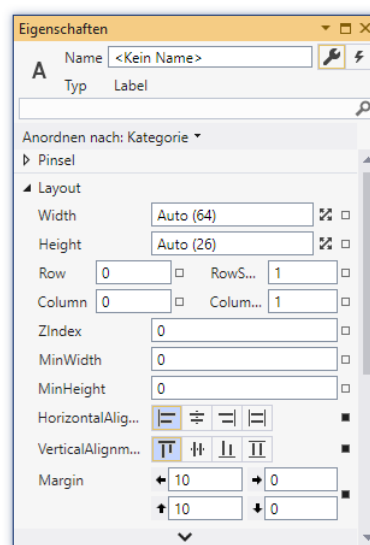 Eigenschaften
Name <Kein Name>
A
Typ Label
Anordnen nach: Kategorie
Pinsel
Layout
Width Auto (64)
Height Auto (26)
Row 0 RowS... 1
Column 0 Colum... 1
ZIndex 0
MinWidth 0
MinHeight 0
HorizontalAlig...
VerticalAlignm...
Margin 10 0
10 0